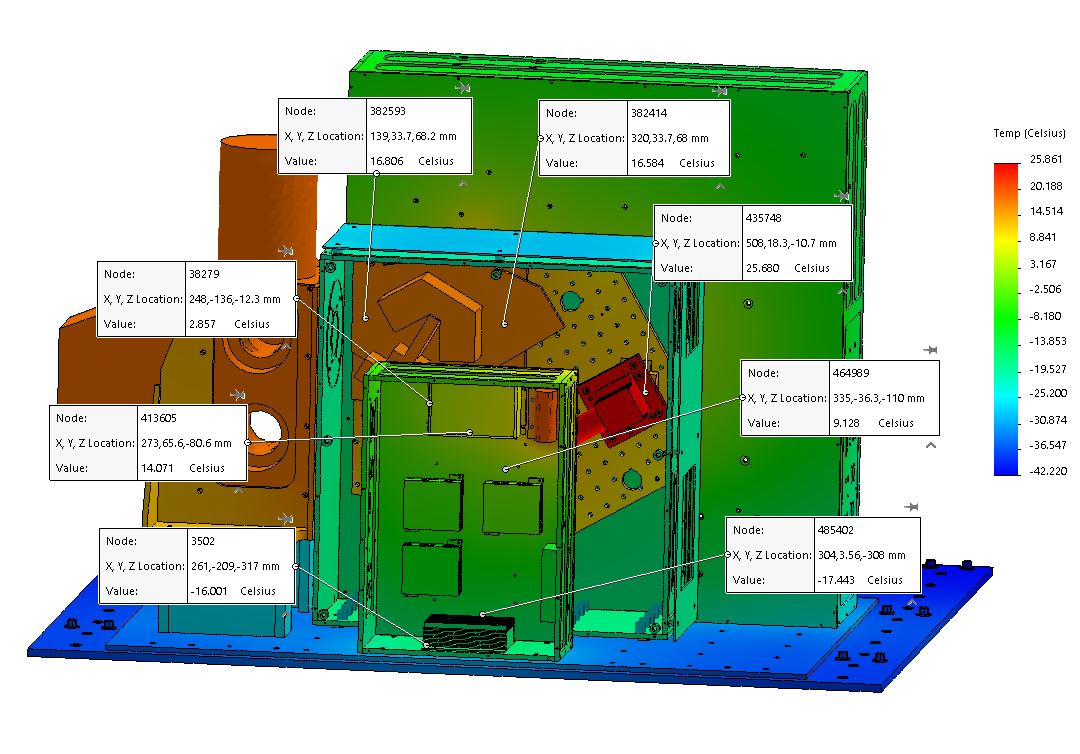 Node: 382593
X, Y, Z Location: 139,33.7,68.2 mm
Value: 16.806 Celsius
Node: 382414
X, Y, Z Location: 320,33.7,68 mm
Value: 16.584 Celsius
Temp (Celsius)
25.861
20.188
14.514
8.841
3.167
-2.506
-8.180
-13.853
-19.527
-25.200
-30.874
-36.547
-42.220
Node: 435748
X, Y, Z Location: 508,18.3,-10.7 mm
Value: 25.680 Celsius
Node: 38279
X, Y, Z Location: 248,-136,-12.3 mm
Value: 2.857 Celsius
Node: 464989
X, Y, Z Location: 335,-36.3,-110 mm
Value: 9.128 Celsius
Node: 413605
X, Y, Z Location: 273,65.6,-80.6 mm
Value: 14.071 Celsius
Node: 485402
X, Y, Z Location: 304,3.56,-308 mm
Value: -17.443 Celsius
Node: 3502
X, Y, Z Location: 261,-209,-317 mm
Value: -16.001 Celsius